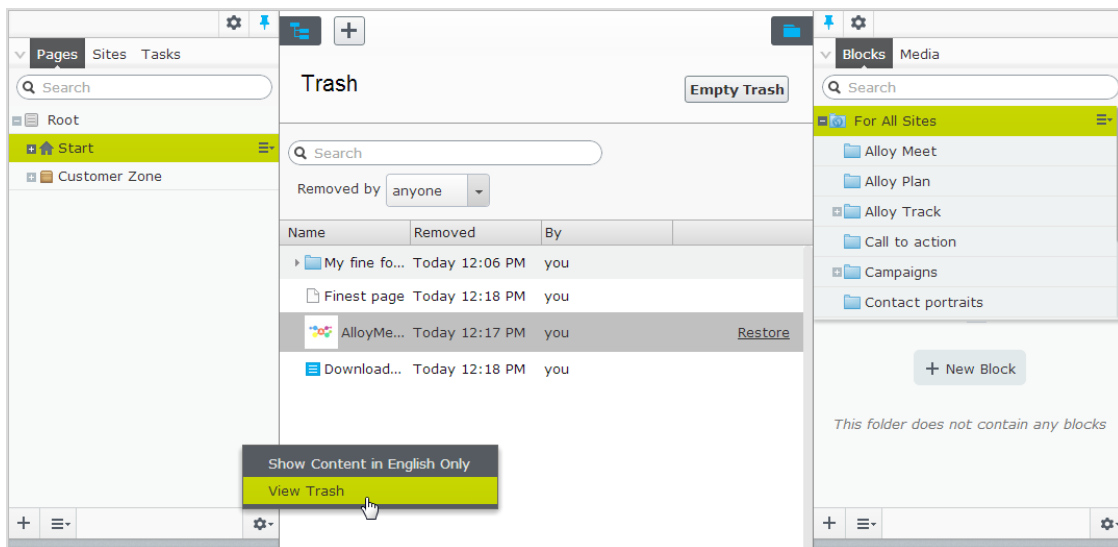 Pages Sites Tasks
Search
Root
Start
Customer Zone
Trash
Empty Trash
Search
Removed by anyone
Name Removed By
My fine fo... Today 12:06 PM you
Finest page Today 12:18 PM you
AlloyMe... Today 12:17 PM you Restore
Download... Today 12:18 PM you
Show Content in English Only
View Trash
Blocks Media
Search
For All Sites
Alloy Meet
Alloy Plan
Alloy Track
Call to action
Campaigns
Contact portraits
+ New Block
This folder does not contain any blocks